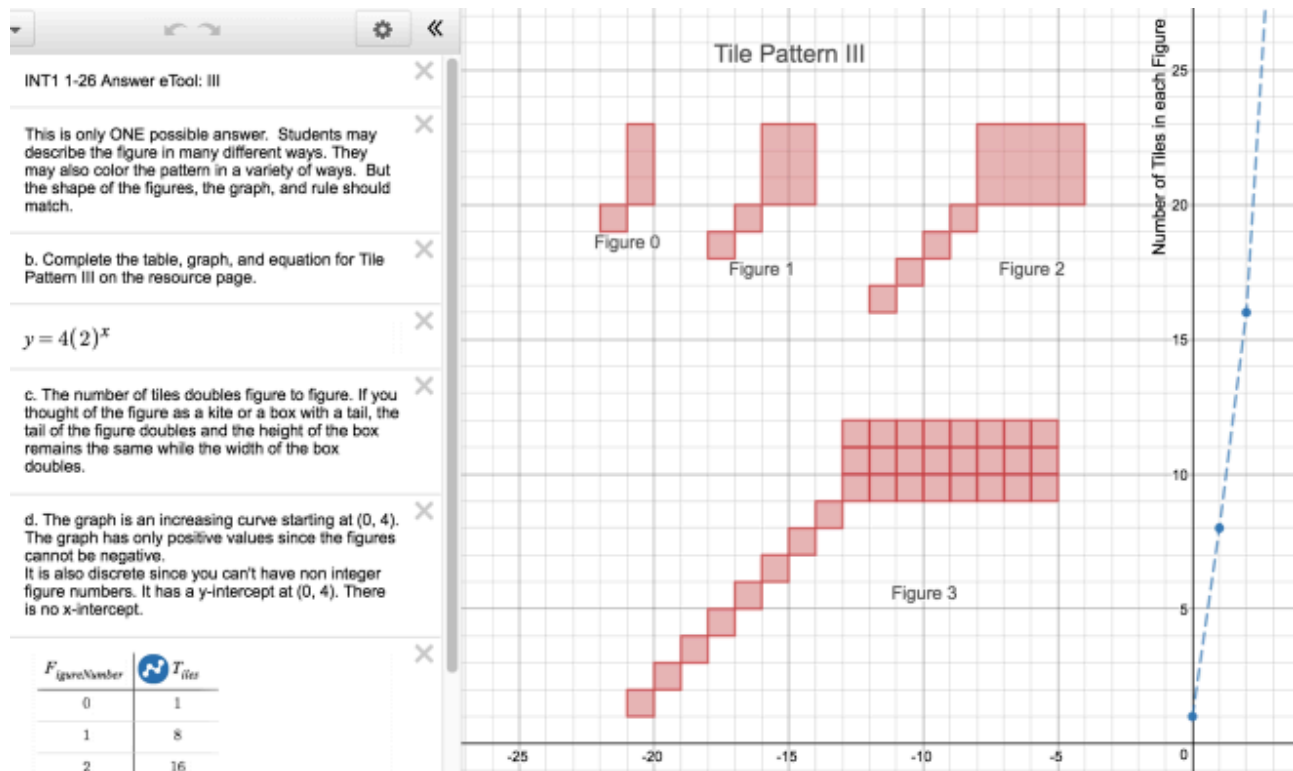 INT1 1-26 Answer eTool: III
This is only ONE possible answer. Students may
describe the figure in many different ways. They
may also color the pattern in a variety of ways. But
the shape of the figures, the graph, and rule should
match.
b. Complete the table, graph, and equation for Tile
Pattern III on the resource page.
y = 4(2)^x
c. The number of tiles doubles figure to figure. If you
thought of the figure as a kite or a box with a tail, the
tail of the figure doubles and the height of the box
remains the same while the width of the box
doubles.
d. The graph is an increasing curve starting at (0, 4).
The graph has only positive values since the figures
cannot be negative.
It is also discrete since you can't have non integer
figure numbers. It has a y-intercept at (0, 4). There
is no x-intercept.
FigureNumber Tiles
0 1
1 8
2 16
Tile Pattern III
Figure 0
Figure 1
Figure 2
Figure 3
Number of Tiles in each Figure
25
20
15
10
5
-25 -20 -15 -10 -5 0